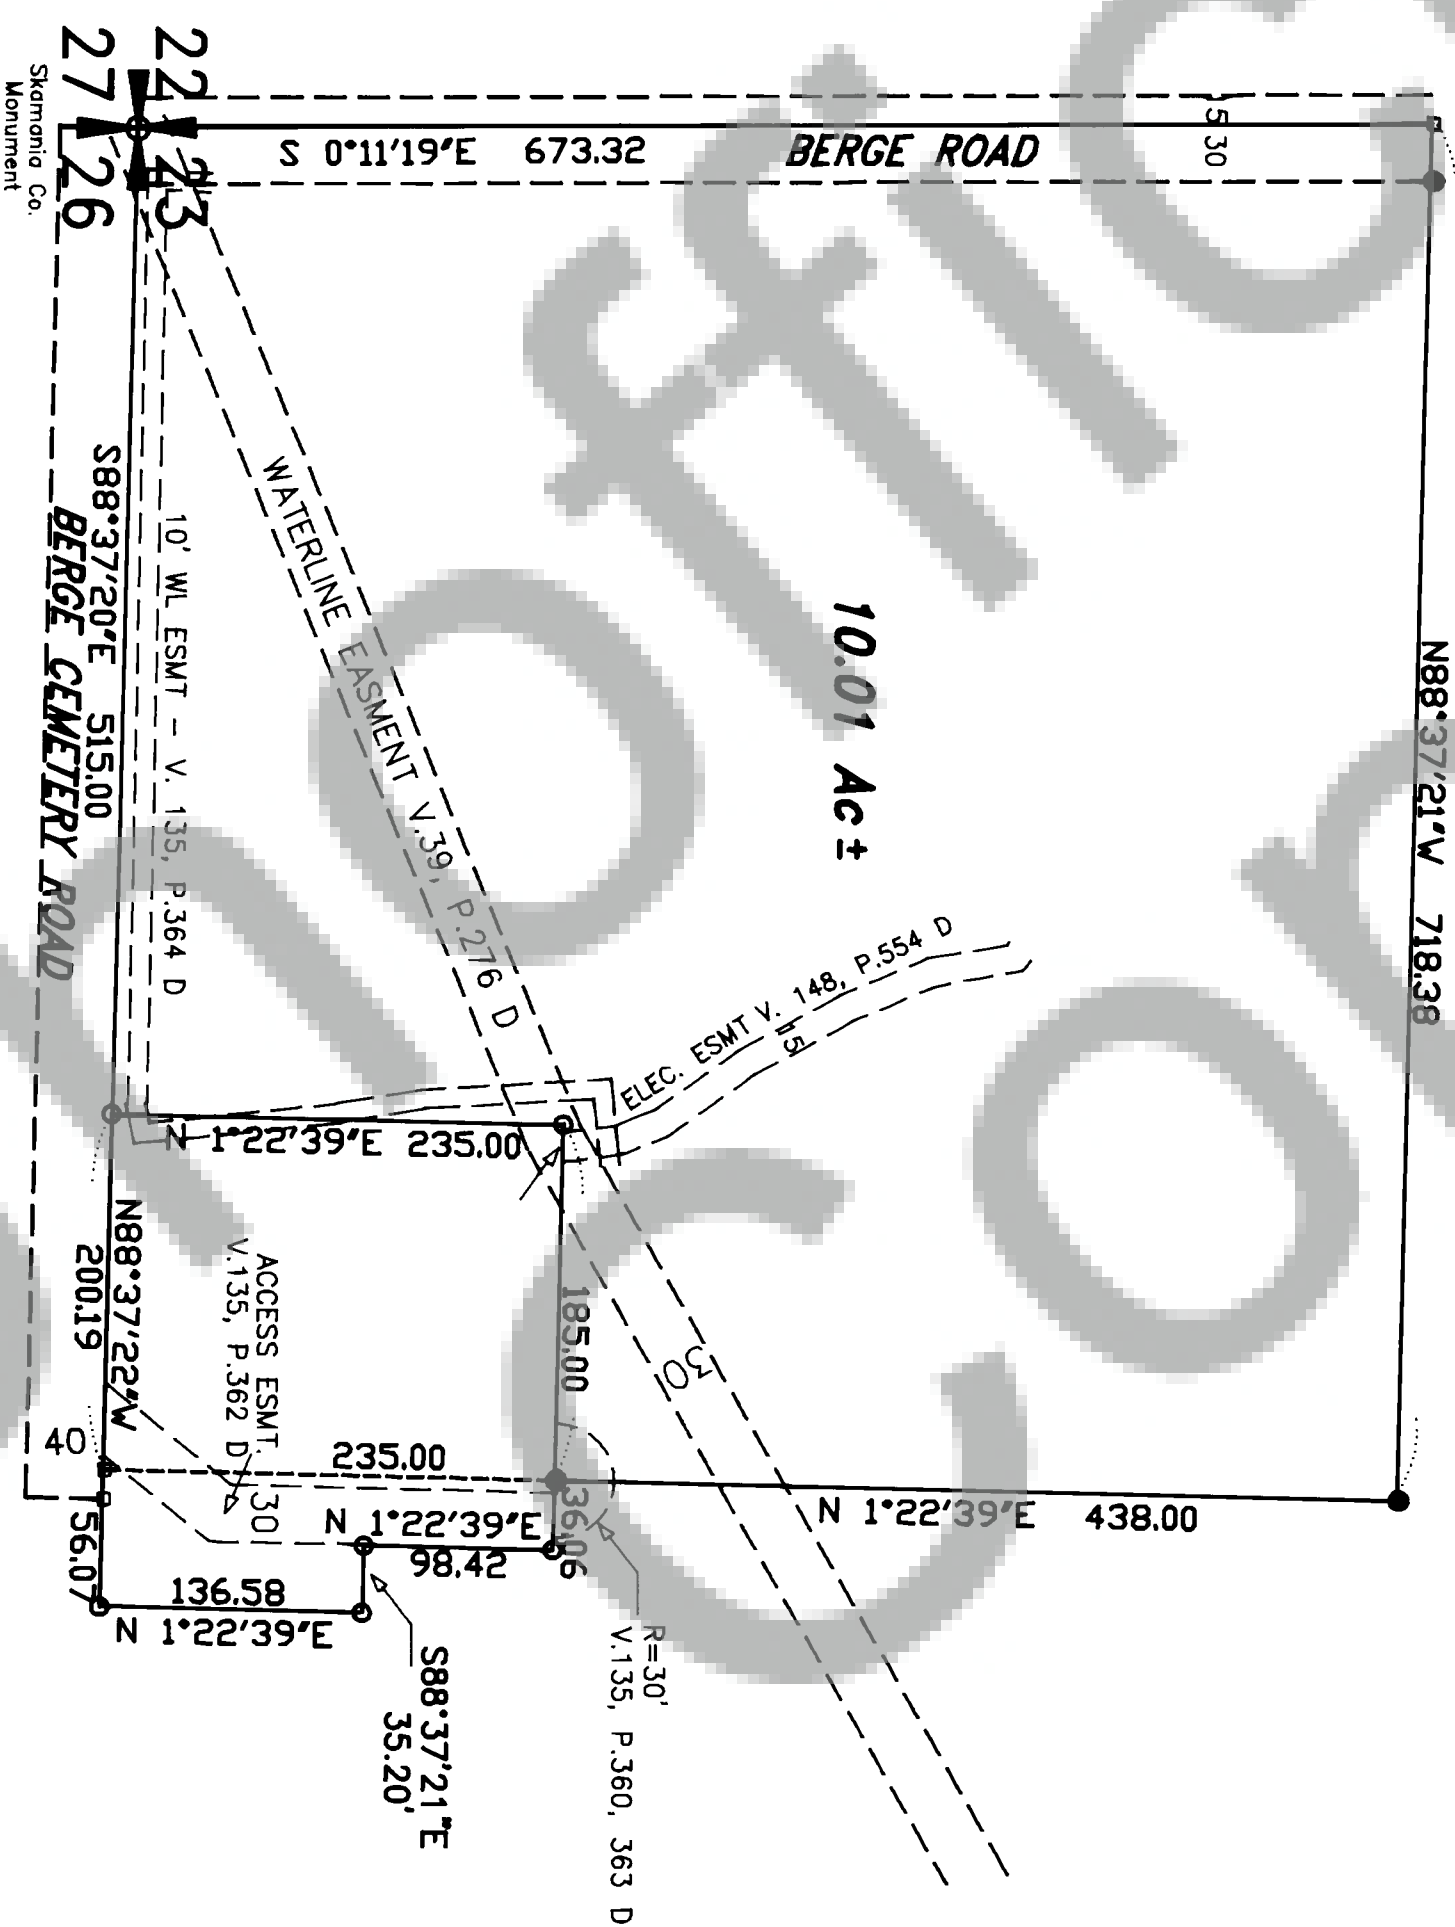 22
23
27
26
Skamania Co.
Monument
S 0°11'19"E 673.32
BERGE ROAD
15
30
N88°37'21"W 718.38
10.01 Ac±
WATERLINE EASMENT V.39, P.276 D
10' WL ESMT - V. 135, P.364 D
S88°37'20"E 515.00
BERGE CEMETERY ROAD
ELEC. ESMT V. 148, P.554 D
15
N 1°22'39"E 235.00
185.00
30
N88°37'22"W
200.19
ACCESS ESMT.
V.135, P.362 D
40
235.00
30
N 1°22'39"E
98.42
36.06
N 1°22'39"E 438.00
56.07
136.58
N 1°22'39"E
S88°37'21"E
35.20'
R=30'
V.135, P.360, 363 D
Unofficial
Copy